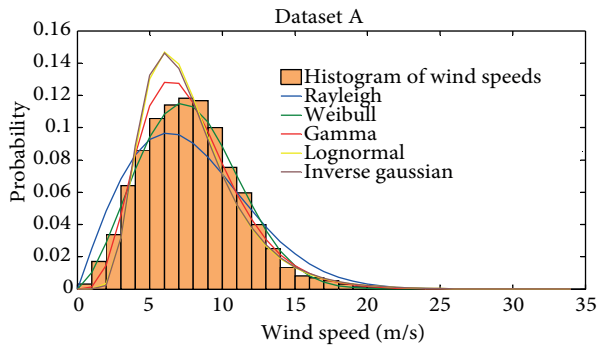 Dataset A
0.16
0.14
0.12
0.1
0.08
0.06
0.04
0.02
0
Probability
Histogram of wind speeds
Rayleigh
Weibull
Gamma
Lognormal
Inverse gaussian
0 5 10 15 20 25 30 35
Wind speed (m/s)